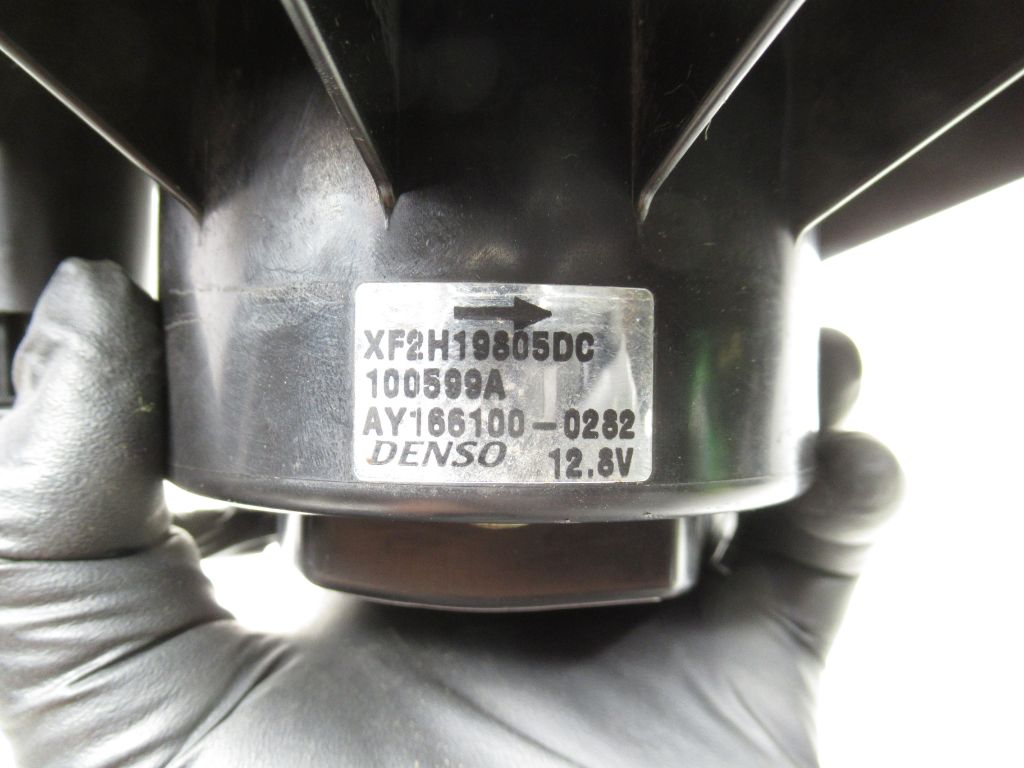 XF2H19805DC
100599A
AY166100-0282
DENSO 12.8V